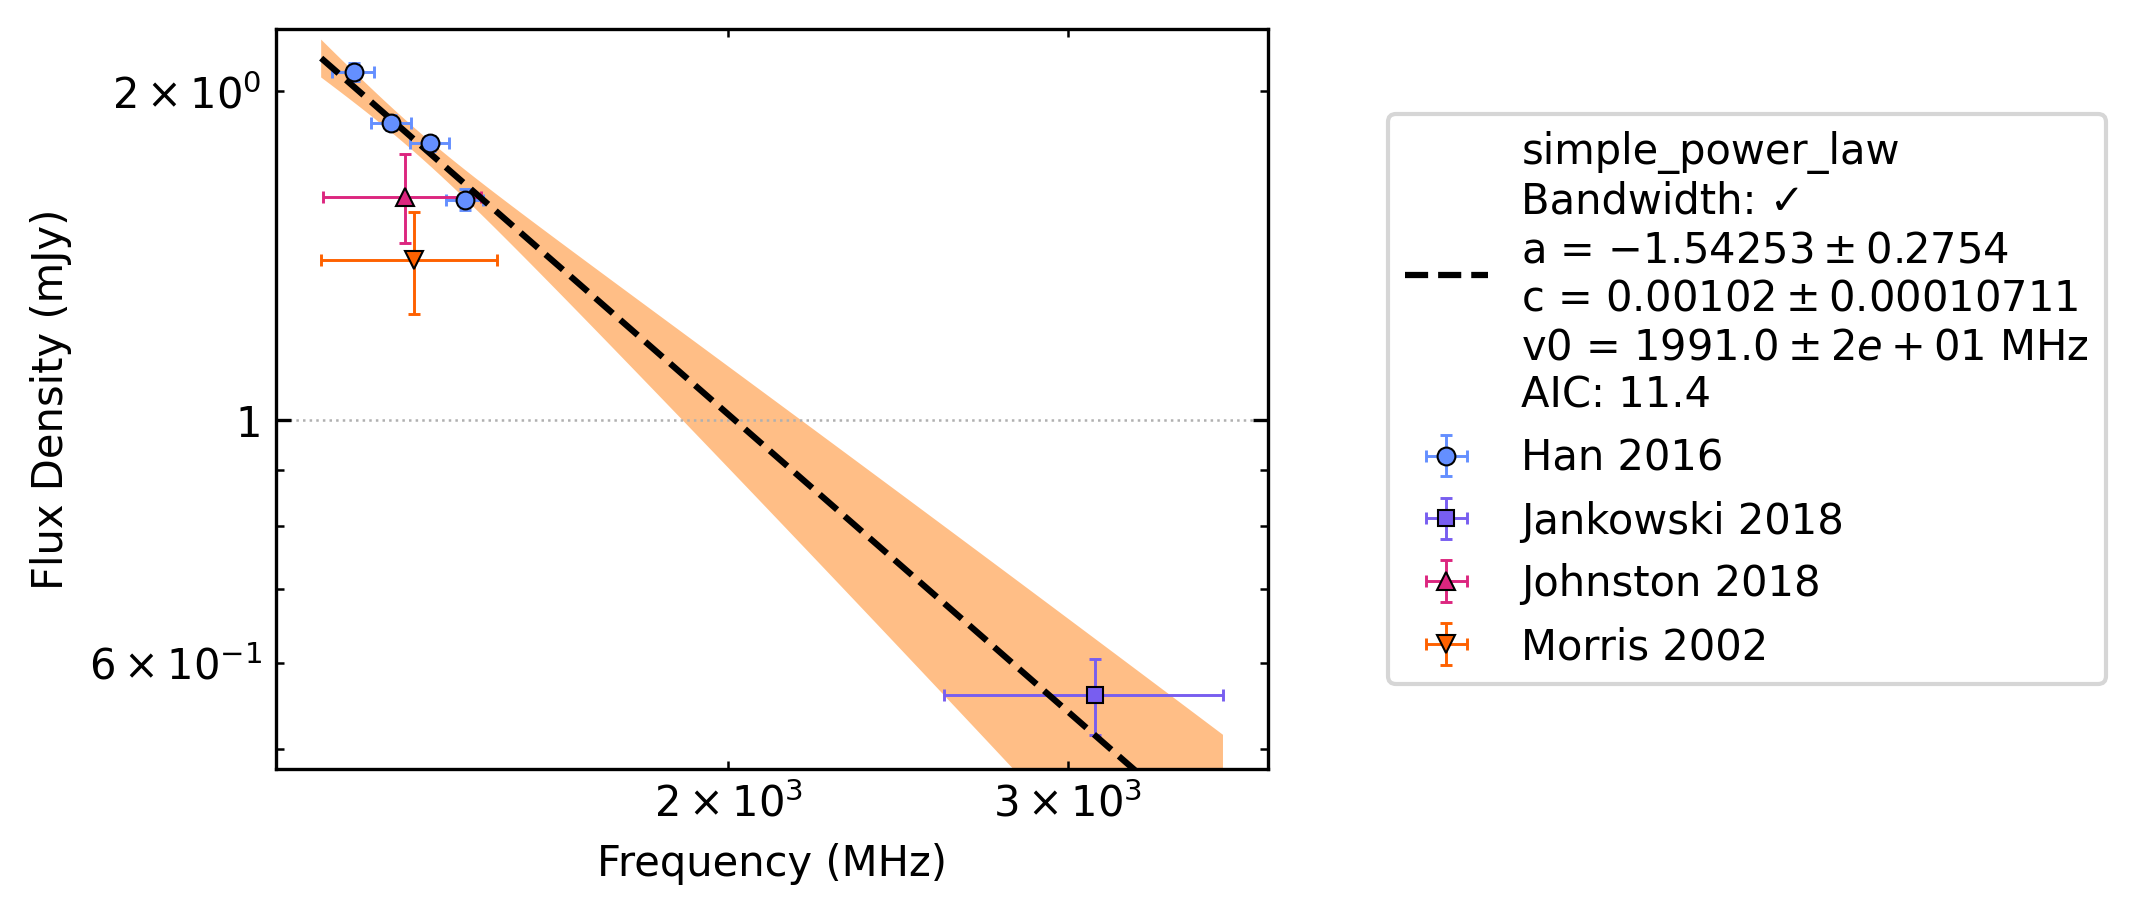 2 × 10⁰
1
6 × 10⁻¹
Flux Density (mJy)
2 × 10³
3 × 10³
Frequency (MHz)
simple_power_law
Bandwidth: ✓
a = −1.54253 ± 0.2754
c = 0.00102 ± 0.00010711
v0 = 1991.0 ± 2e + 01 MHz
AIC: 11.4
Han 2016
Jankowski 2018
Johnston 2018
Morris 2002